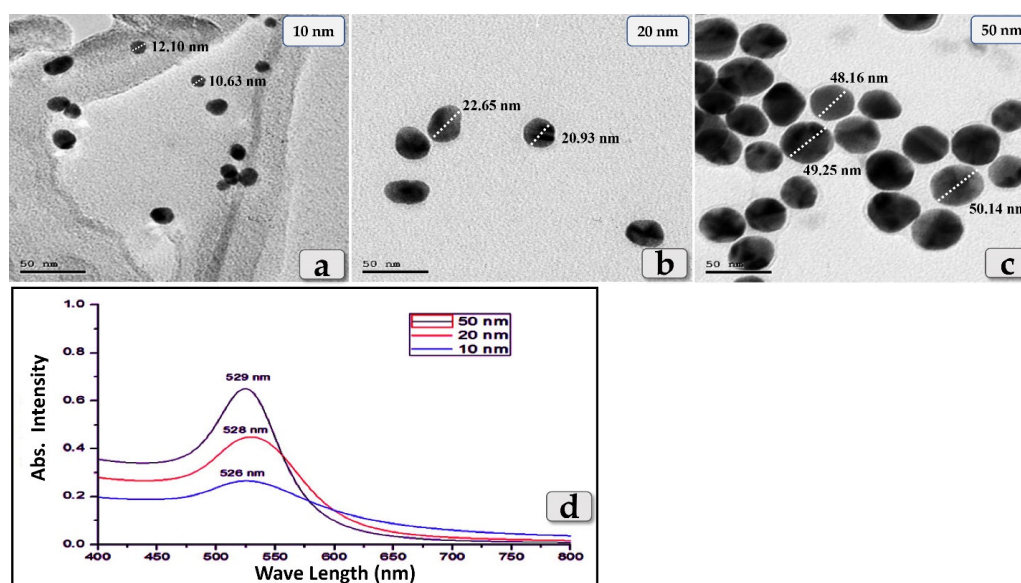 10 nm
12.10 nm
10.63 nm
50 nm
a
20 nm
22.65 nm
20.93 nm
50 nm
b
50 nm
48.16 nm
49.25 nm
50.14 nm
50 nm
c
1.0
0.8
0.6
0.4
0.2
0.0
Abs. Intensity
50 nm
20 nm
10 nm
529 nm
528 nm
526 nm
d
400 450 500 550 600 650 700 750 800
Wave Length (nm)